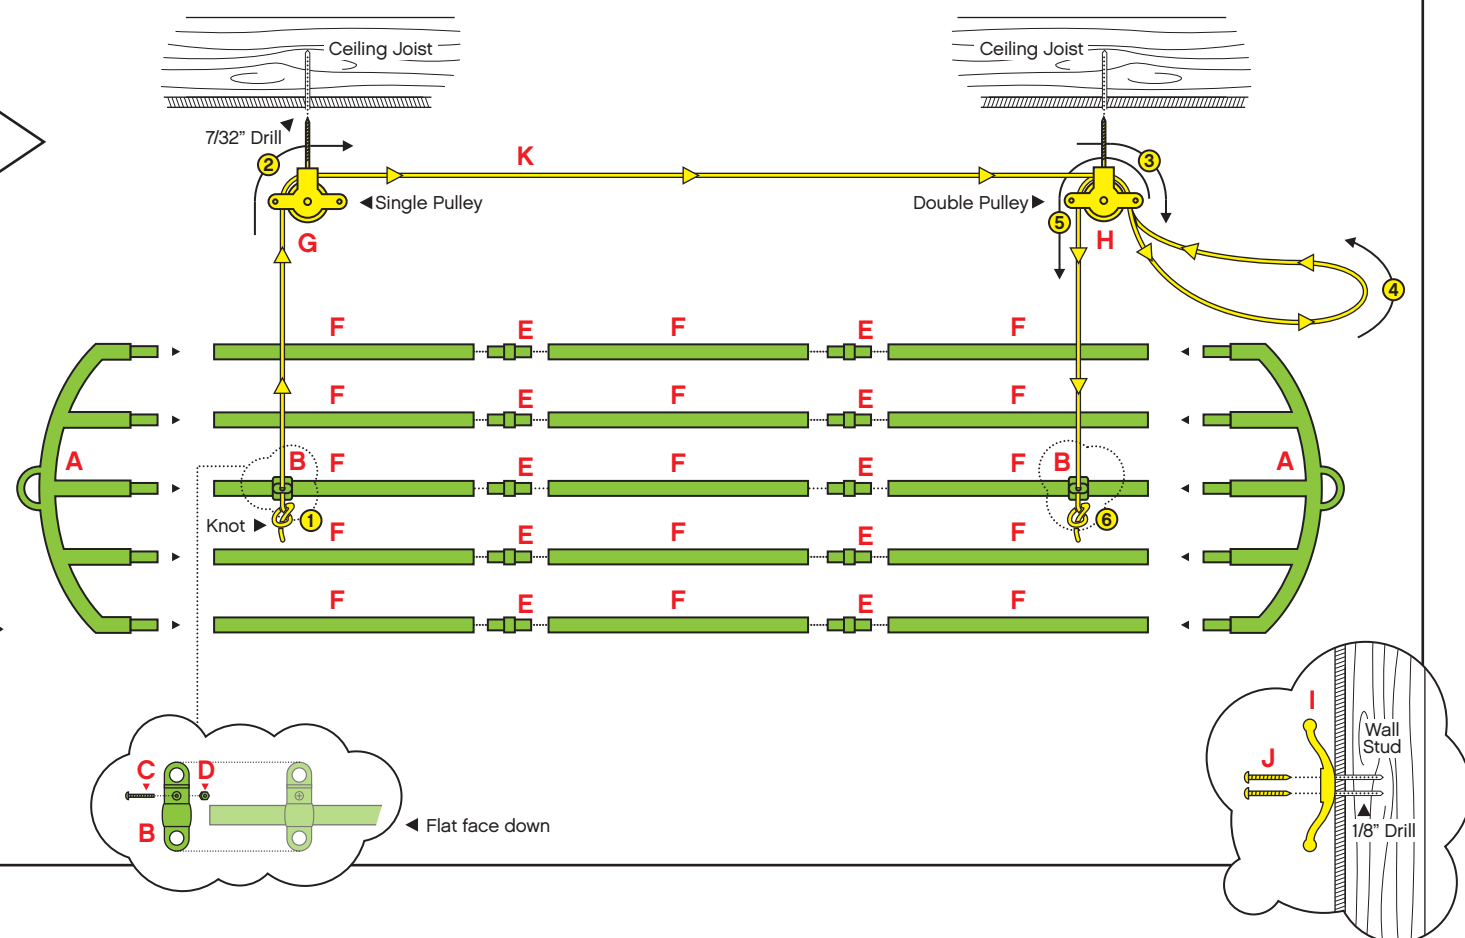 Ceiling Joist
Ceiling Joist
7/32” Drill
2
K
3
Single Pulley
Double Pulley
5
G
H
4
F E F E F
F E F E F
A
B F E F E F B
A
Knot
1
F E F E F
6
F E F E F
I
Wall
Stud
C D
J
B
Flat face down
1/8” Drill